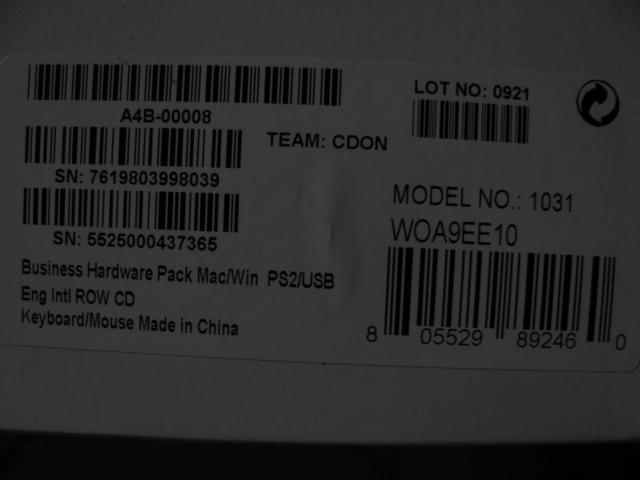 A4B-00008
LOT NO: 0921
TEAM: CDON
SN: 7619803998039
SN: 5525000437365
MODEL NO.: 1031
WOA9EE10
Business Hardware Pack Mac/Win PS2/USB
Eng Intl ROW CD
Keyboard/Mouse Made in China
8 05529 89246 0